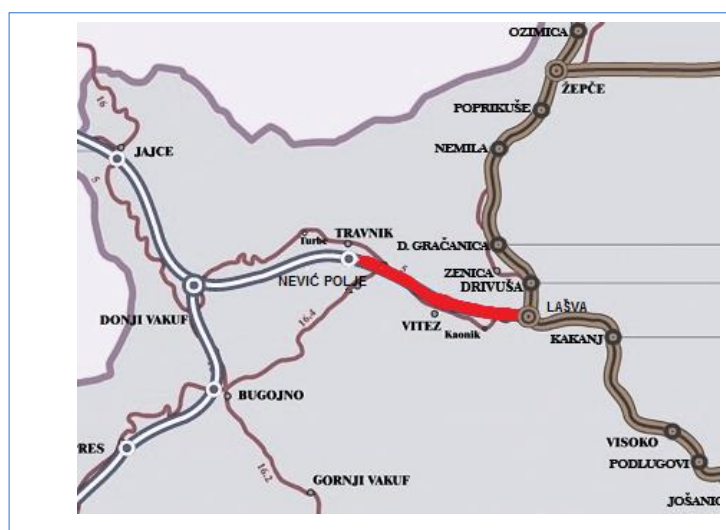 OZIMICA
ŽEPČE
POPRIKUŠE
16
JAJCE
NEMILA
5
TRAVNIK
Turbe
D. GRAČANICA
5
ZENICA
NEVIĆ POLJE
DRIVUŠA
LAŠVA
DONJI VAKUF
16.4
VITEZ
Kaonik
KAKANJ
BUGOJNO
PRES
VISOKO
PODLUGOVI
16.2
GORNJI VAKUF
JOŠANIC